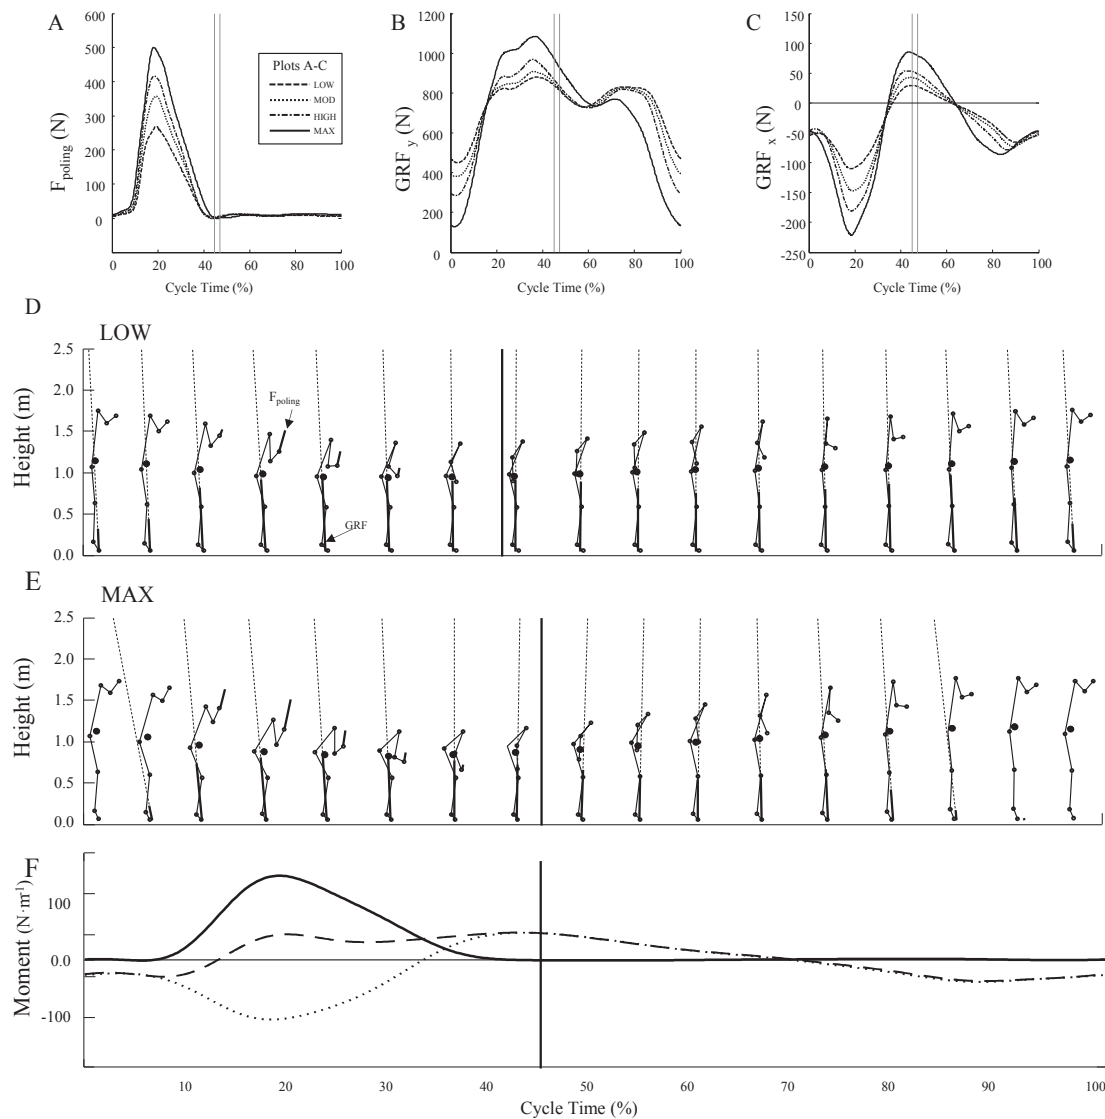 A
B
C
F_poling (N)
600
500
400
300
200
100
0
0 20 40 60 80 100
Cycle Time (%)
Plots A-C
LOW
MOD
HIGH
MAX
GRF_y (N)
1200
1000
800
600
400
200
0
0 20 40 60 80 100
Cycle Time (%)
GRF_x (N)
150
100
50
0
-50
-100
-150
-200
-250
0 20 40 60 80 100
Cycle Time (%)
D
LOW
Height (m)
2.5
2.0
1.5
1.0
0.5
0.0
F_poling
GRF
E
MAX
Height (m)
2.5
2.0
1.5
1.0
0.5
0.0
F
Moment (N·m⁻¹)
100
0.0
-100
10 20 30 40 50 60 70 80 90 100
Cycle Time (%)